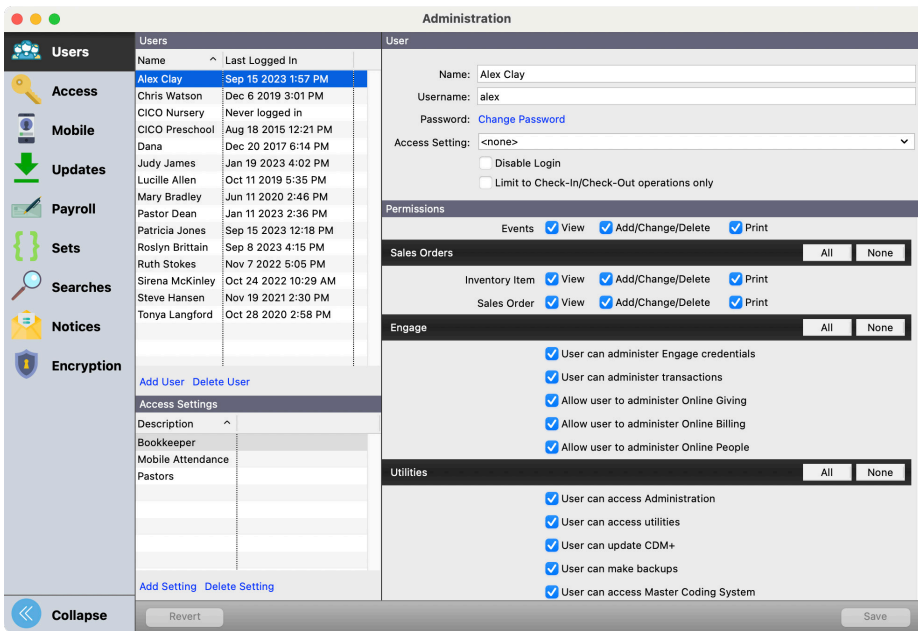 Administration
Users
Access
Mobile
Updates
Payroll
Sets
Searches
Notices
Encryption
Collapse
Users
Name Last Logged In
Alex Clay Sep 15 2023 1:57 PM
Chris Watson Dec 6 2019 3:01 PM
CICO Nursery Never logged in
CICO Preschool Aug 18 2015 12:21 PM
Dana Dec 20 2017 6:14 PM
Judy James Jan 19 2023 4:02 PM
Lucille Allen Oct 11 2019 5:35 PM
Mary Bradley Jun 11 2020 2:46 PM
Pastor Dean Jan 11 2023 2:36 PM
Patricia Jones Sep 15 2023 12:18 PM
Roslyn Brittain Sep 8 2023 4:15 PM
Ruth Stokes Nov 7 2022 5:05 PM
Sirena McKinley Oct 24 2022 10:29 AM
Steve Hansen Nov 19 2021 2:30 PM
Tonya Langford Oct 28 2020 2:58 PM
Add User Delete User
Access Settings
Description
Bookkeeper
Mobile Attendance
Pastors
Add Setting Delete Setting
User
Name: Alex Clay
Username: alex
Password: Change Password
Access Setting: <none>
Disable Login
Limit to Check-In/Check-Out operations only
Permissions
Events View Add/Change/Delete Print
Sales Orders All None
Inventory Item View Add/Change/Delete Print
Sales Order View Add/Change/Delete Print
Engage All None
User can administer Engage credentials
User can administer transactions
Allow user to administer Online Giving
Allow user to administer Online Billing
Allow user to administer Online People
Utilities All None
User can access Administration
User can access utilities
User can update CDM+
User can make backups
User can access Master Coding System
Revert Save